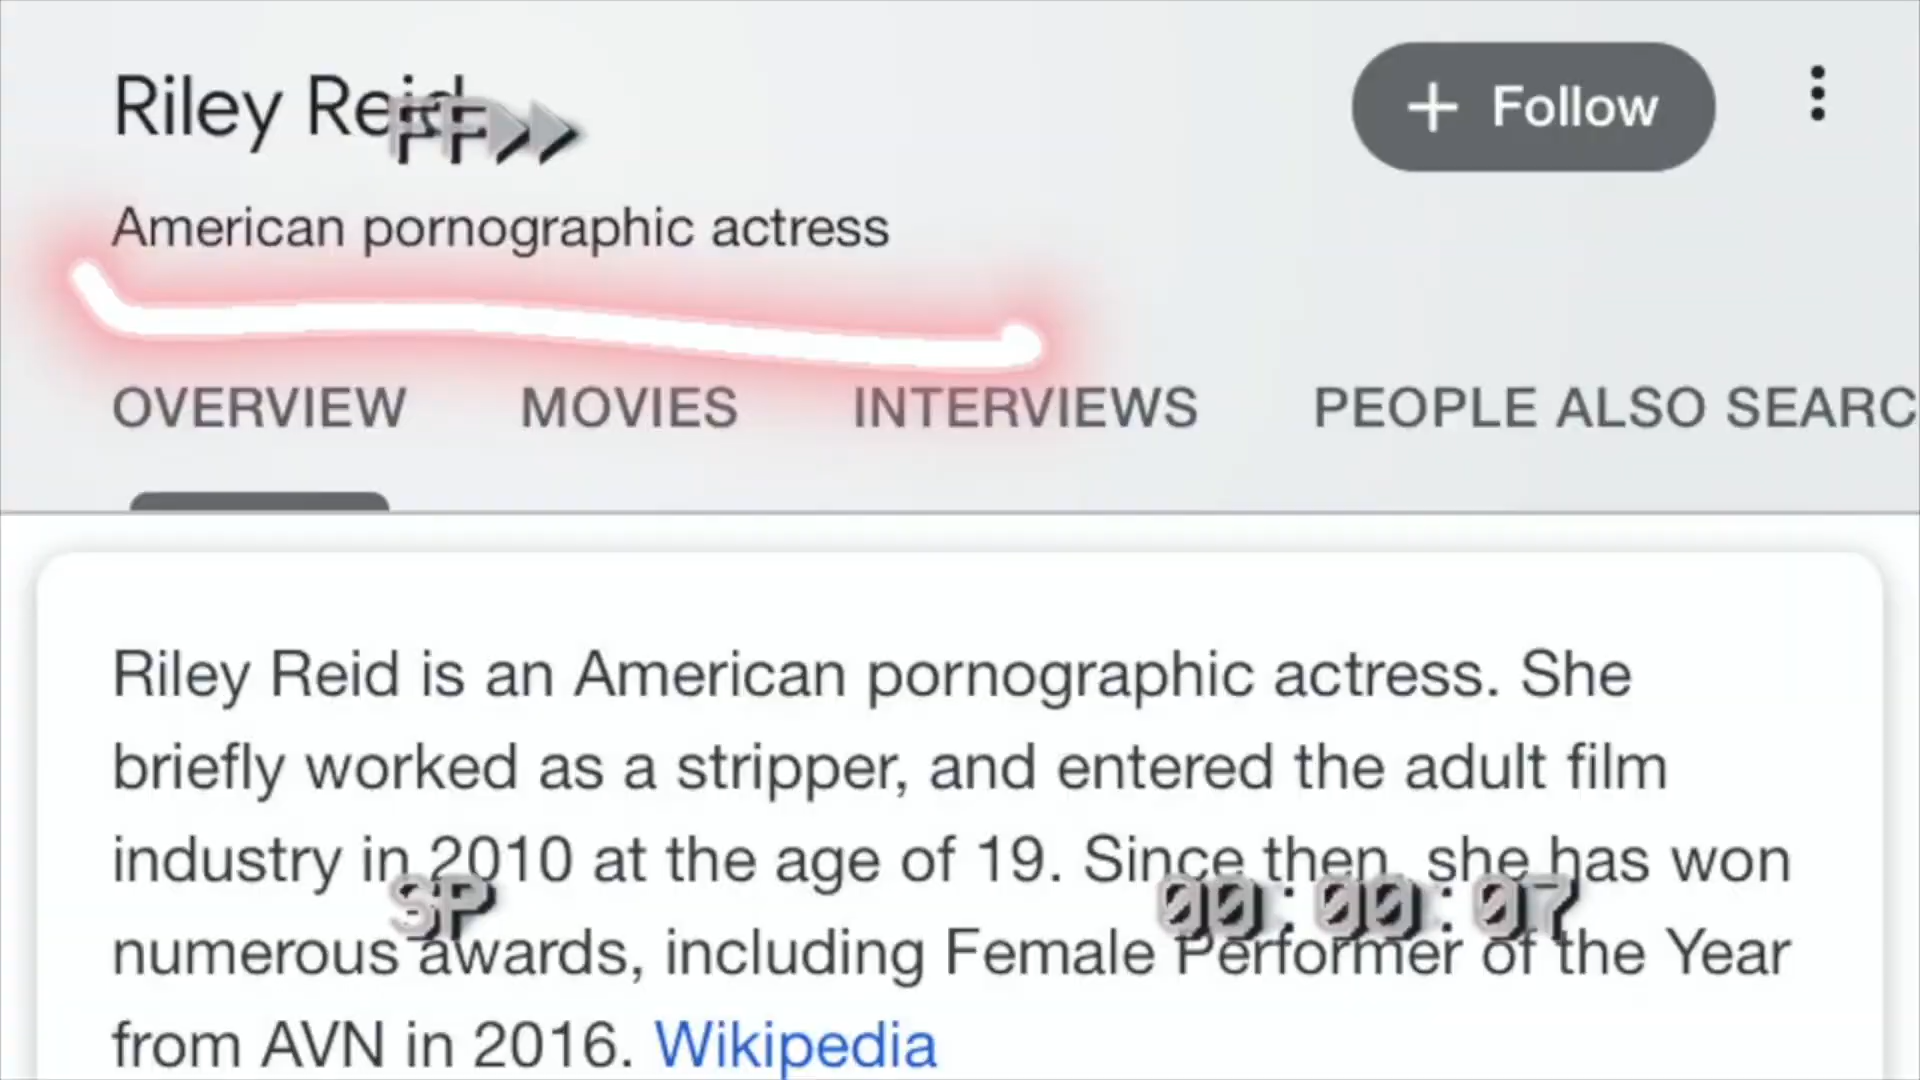 Riley Reid
FF
+ Follow
American pornographic actress
OVERVIEW MOVIES INTERVIEWS PEOPLE ALSO SEARC
Riley Reid is an American pornographic actress. She
briefly worked as a stripper, and entered the adult film
industry in 2010 at the age of 19. Since then, she has won
SP 00:00:07
numerous awards, including Female Performer of the Year
from AVN in 2016. Wikipedia